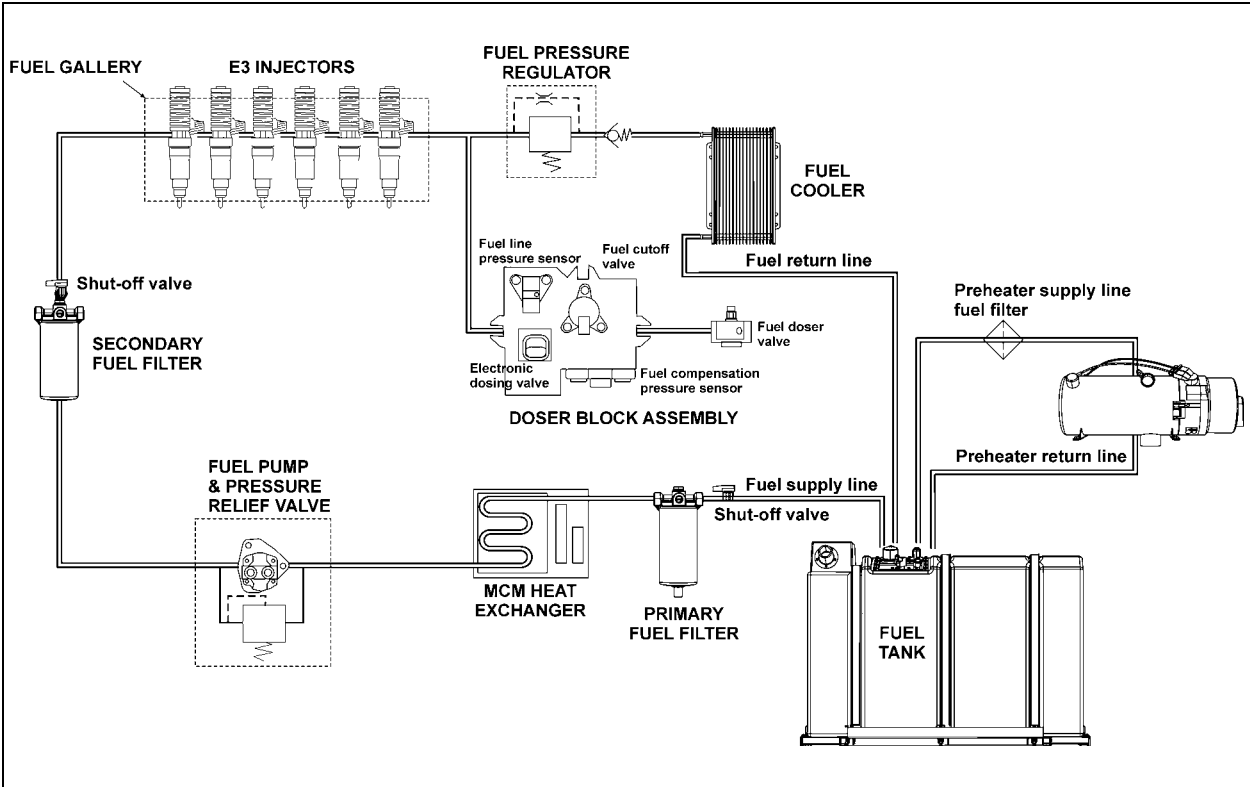 FUEL GALLERY
E3 INJECTORS
FUEL PRESSURE
REGULATOR
FUEL
COOLER
Fuel line
pressure sensor
Fuel cutoff
valve
Fuel return line
Shut-off valve
Preheater supply line
fuel filter
SECONDARY
FUEL FILTER
Fuel doser
valve
Electronic
dosing valve
Fuel compensation
pressure sensor
DOSER BLOCK ASSEMBLY
Preheater return line
FUEL PUMP
& PRESSURE
RELIEF VALVE
Fuel supply line
Shut-off valve
MCM HEAT
EXCHANGER
PRIMARY
FUEL FILTER
FUEL
TANK